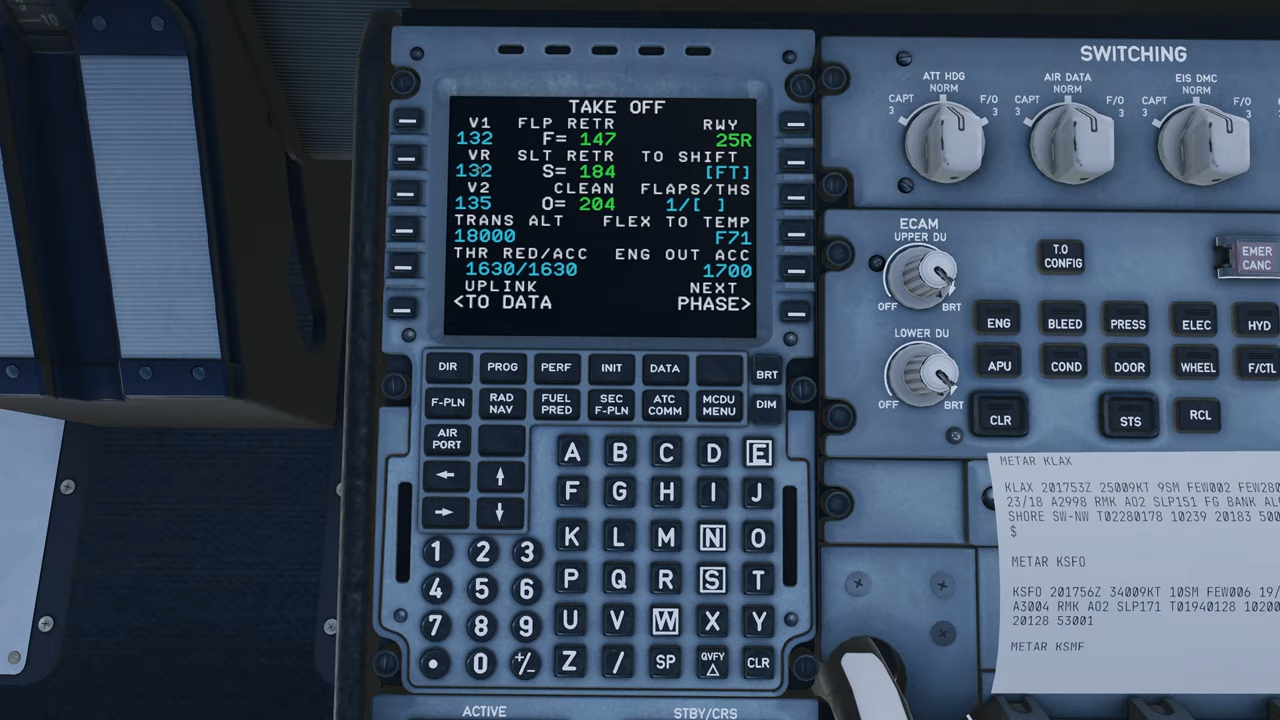 TAKE OFF
V1 FLP RETR RWY
132 F= 147 25R
VR SLT RETR TO SHIFT
132 S= 184 [FT]
V2 CLEAN FLAPS/THS
135 O= 204 1/[ ]
TRANS ALT FLEX TO TEMP
18000 F71
THR RED/ACC ENG OUT ACC
1630/1630 1700
UPLINK NEXT
<TO DATA PHASE>
DIR PROG PERF INIT DATA BRT
F-PLN RAD NAV FUEL PRED SEC F-PLN ATC COMM MCDU MENU DIM
AIR PORT
← ↑
→ ↓
A B C D E
F G H I J
K L M N O
P Q R S T
U V W X Y
Z / SP OVFY △ CLR
1 2 3
4 5 6
7 8 9
. 0 +/-
ACTIVE STBY/CRS
SWITCHING
ATT HDG AIR DATA EIS DMC
NORM NORM NORM
CAPT 3 F/O 3 CAPT 3 F/O 3 CAPT 3 F/O 3
ECAM
UPPER DU
OFF BRT
T.O CONFIG
EMER CANC
LOWER DU
OFF BRT
ENG BLEED PRESS ELEC HYD
APU COND DOOR WHEEL F/CTL
CLR STS RCL
METAR KLAX
KLAX 201753Z 25009KT 9SM FEW002 FEW280
23/18 A2998 RMK AO2 SLP151 FG BANK
SHORE SW-NW T02280178 10239 20183
$
METAR KSFO
KSFO 201756Z 34009KT 10SM FEW006 19/
A3004 RMK AO2 SLP171 T01940128
20128 53001
METAR KSMF